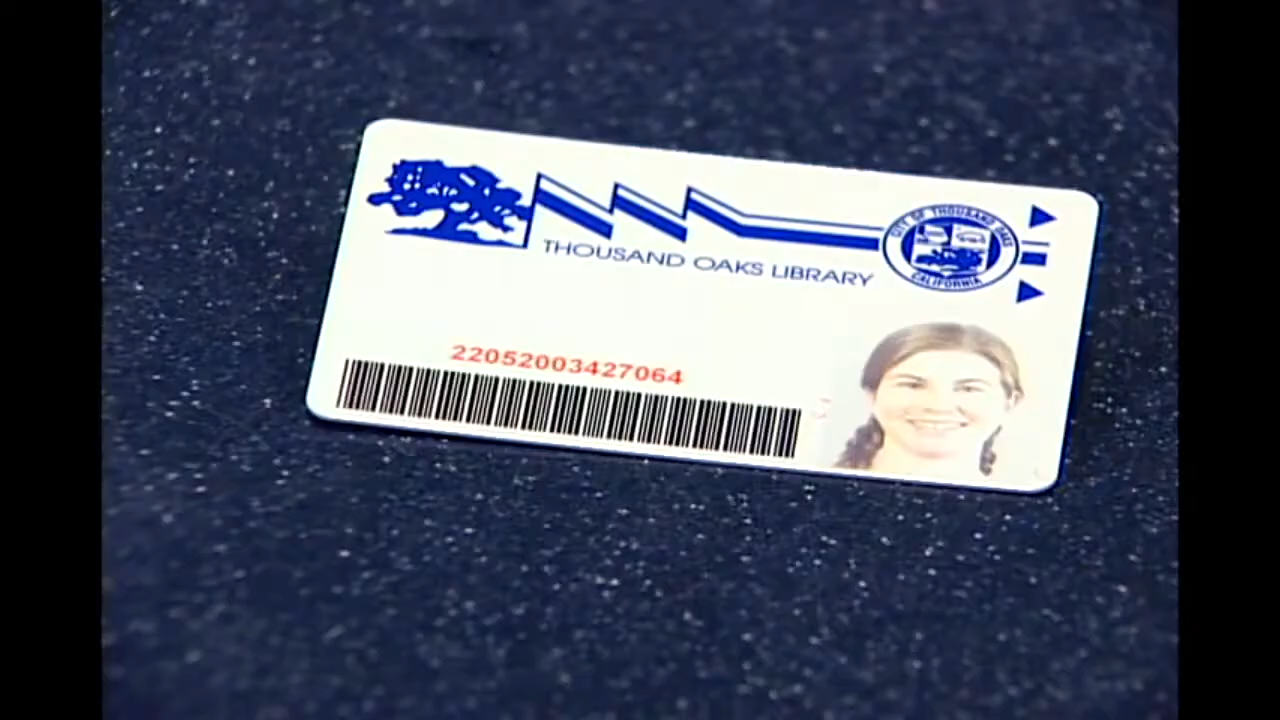 THOUSAND OAKS LIBRARY
CITY OF THOUSAND OAKS
CALIFORNIA
22052003427064